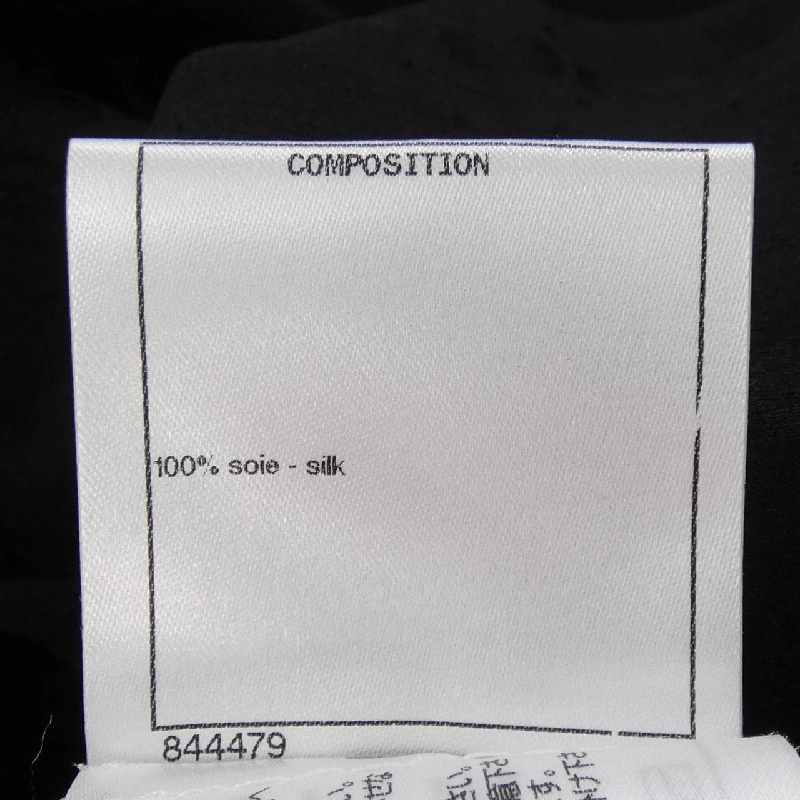 COMPOSITION
100% soie - silk
844479